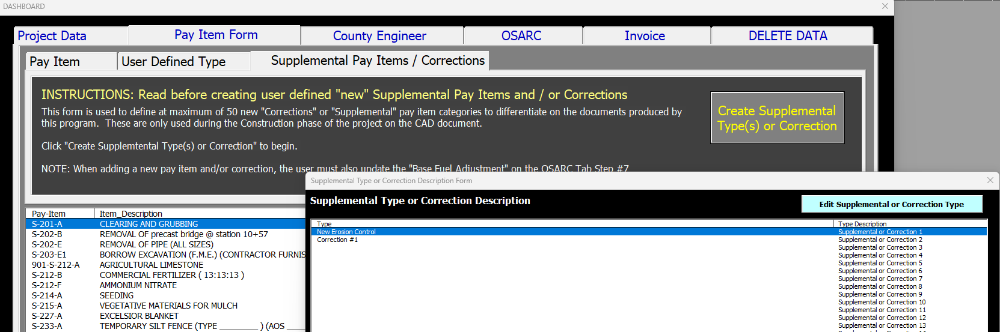 DASHBOARD
Project Data
Pay Item Form
County Engineer
OSARC
Invoice
DELETE DATA
Pay Item
User Defined Type
Supplemental Pay Items / Corrections
INSTRUCTIONS: Read before creating user defined "new" Supplemental Pay Items and / or Corrections
This form is used to define at maximum of 50 new "Corrections" or "Supplemental" pay item categories to differentiate on the documents produced by
this program.  These are only used during the Construction phase of the project on the CAD document.
Click "Create Supplemtental Type(s) or Correction" to begin.
NOTE: When adding a new pay item and/or correction, the user must also update the "Base Fuel Adjustment" on the OSARC Tab Step #7
Create Supplemental
Type(s) or Correction
Pay-Item Item_Description
S-201-A CLEARING AND GRUBBING
S-202-B REMOVAL OF precast bridge @ station 10+57
S-202-E REMOVAL OF PIPE (ALL SIZES)
S-203-E1 BORROW EXCAVATION (F.M.E.) (CONTRACTOR FURNIS
901-S-212-A AGRICULTURAL LIMESTONE
S-212-B COMMERCIAL FERTILIZER ( 13:13:13 )
S-212-F AMMONIUM NITRATE
S-214-A SEEDING
S-215-A VEGETATIVE MATERIALS FOR MULCH
S-227-A EXCELSIOR BLANKET
S-233-A TEMPORARY SILT FENCE (TYPE ________ ) (AOS ____
Supplemental Type or Correction Description Form
Supplemental Type or Correction Description
Edit Supplemental or Correction Type
Type Type Description
New Erosion Control Supplemental or Correction 1
Correction #1 Supplemental or Correction 2
Supplemental or Correction 3
Supplemental or Correction 4
Supplemental or Correction 5
Supplemental or Correction 6
Supplemental or Correction 7
Supplemental or Correction 8
Supplemental or Correction 9
Supplemental or Correction 10
Supplemental or Correction 11
Supplemental or Correction 12
Supplemental or Correction 13